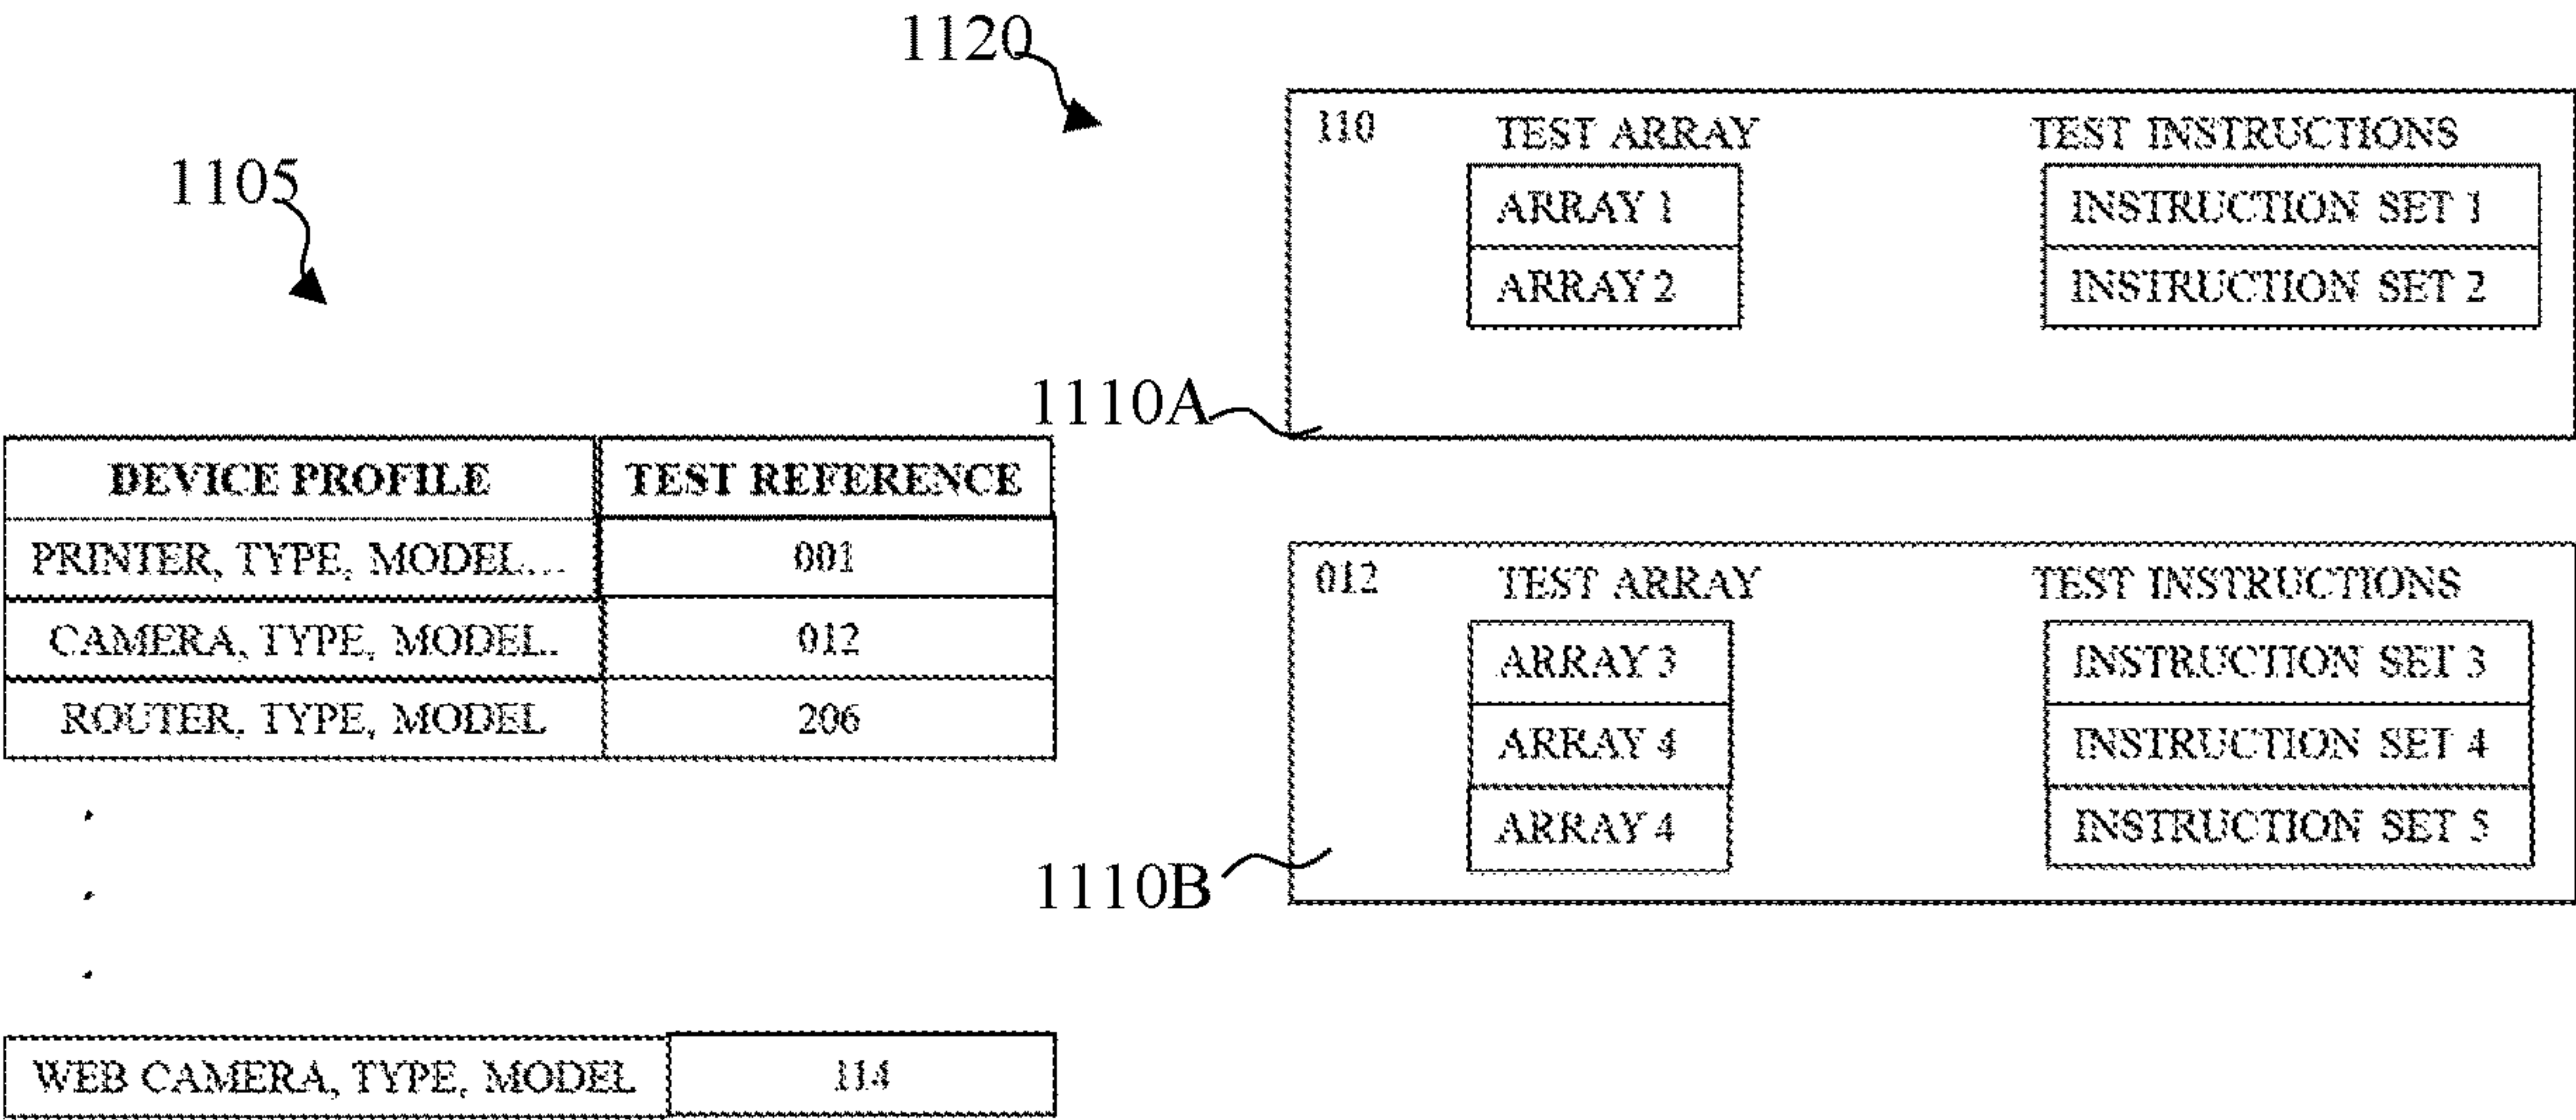 1120
1105
110 TEST ARRAY TEST INSTRUCTIONS
ARRAY 1 INSTRUCTION SET 1
ARRAY 2 INSTRUCTION SET 2
1110A
DEVICE PROFILE TEST REFERENCE
PRINTER, TYPE, MODEL... 001
CAMERA, TYPE, MODEL.. 012
ROUTER, TYPE, MODEL 206
012 TEST ARRAY TEST INSTRUCTIONS
ARRAY 3 INSTRUCTION SET 3
ARRAY 4 INSTRUCTION SET 4
ARRAY 4 INSTRUCTION SET 5
1110B
.
.
.
WEB CAMERA, TYPE, MODEL 114